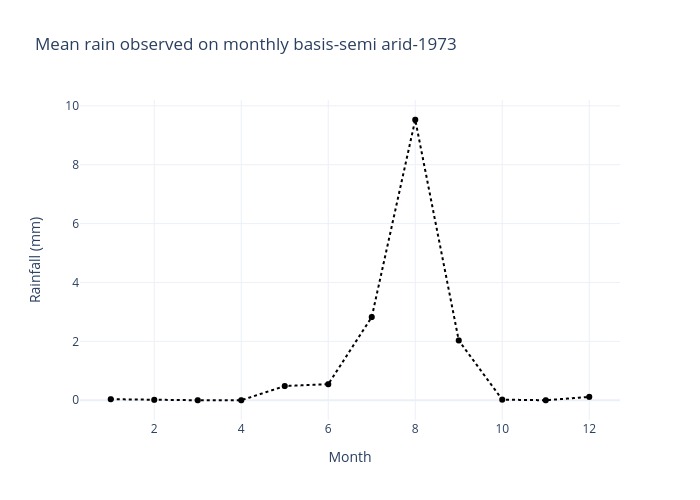 Mean rain observed on monthly basis-semi arid-1973
10
8
6
4
2
0
Rainfall (mm)
2 4 6 8 10 12
Month